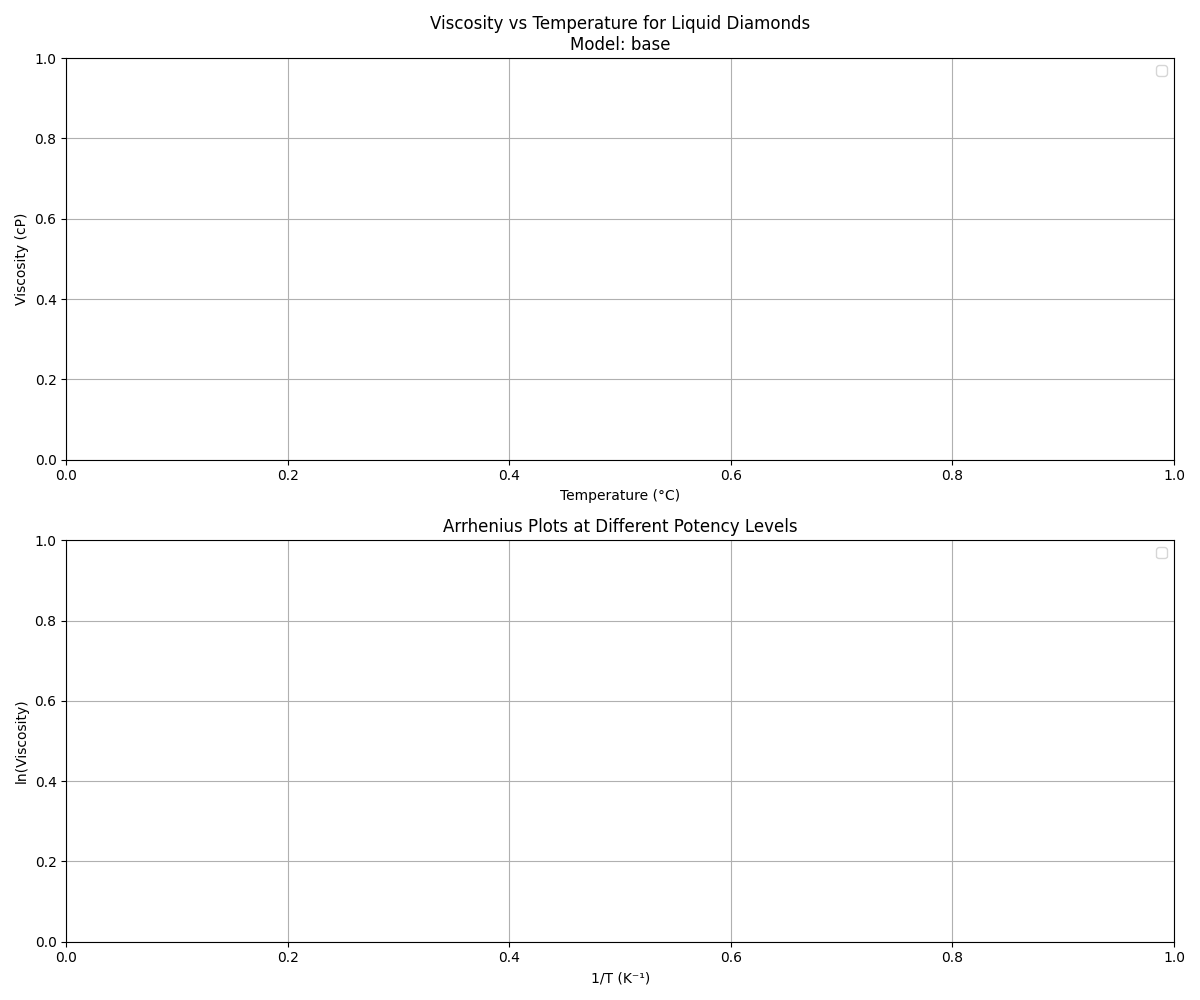 Viscosity vs Temperature for Liquid Diamonds
Model: base
1.0
0.8
0.6
0.4
0.2
0.0
Viscosity (cP)
0.0 0.2 0.4 0.6 0.8 1.0
Temperature (°C)
Arrhenius Plots at Different Potency Levels
1.0
0.8
0.6
0.4
0.2
0.0
ln(Viscosity)
0.0 0.2 0.4 0.6 0.8 1.0
1/T (K⁻¹)